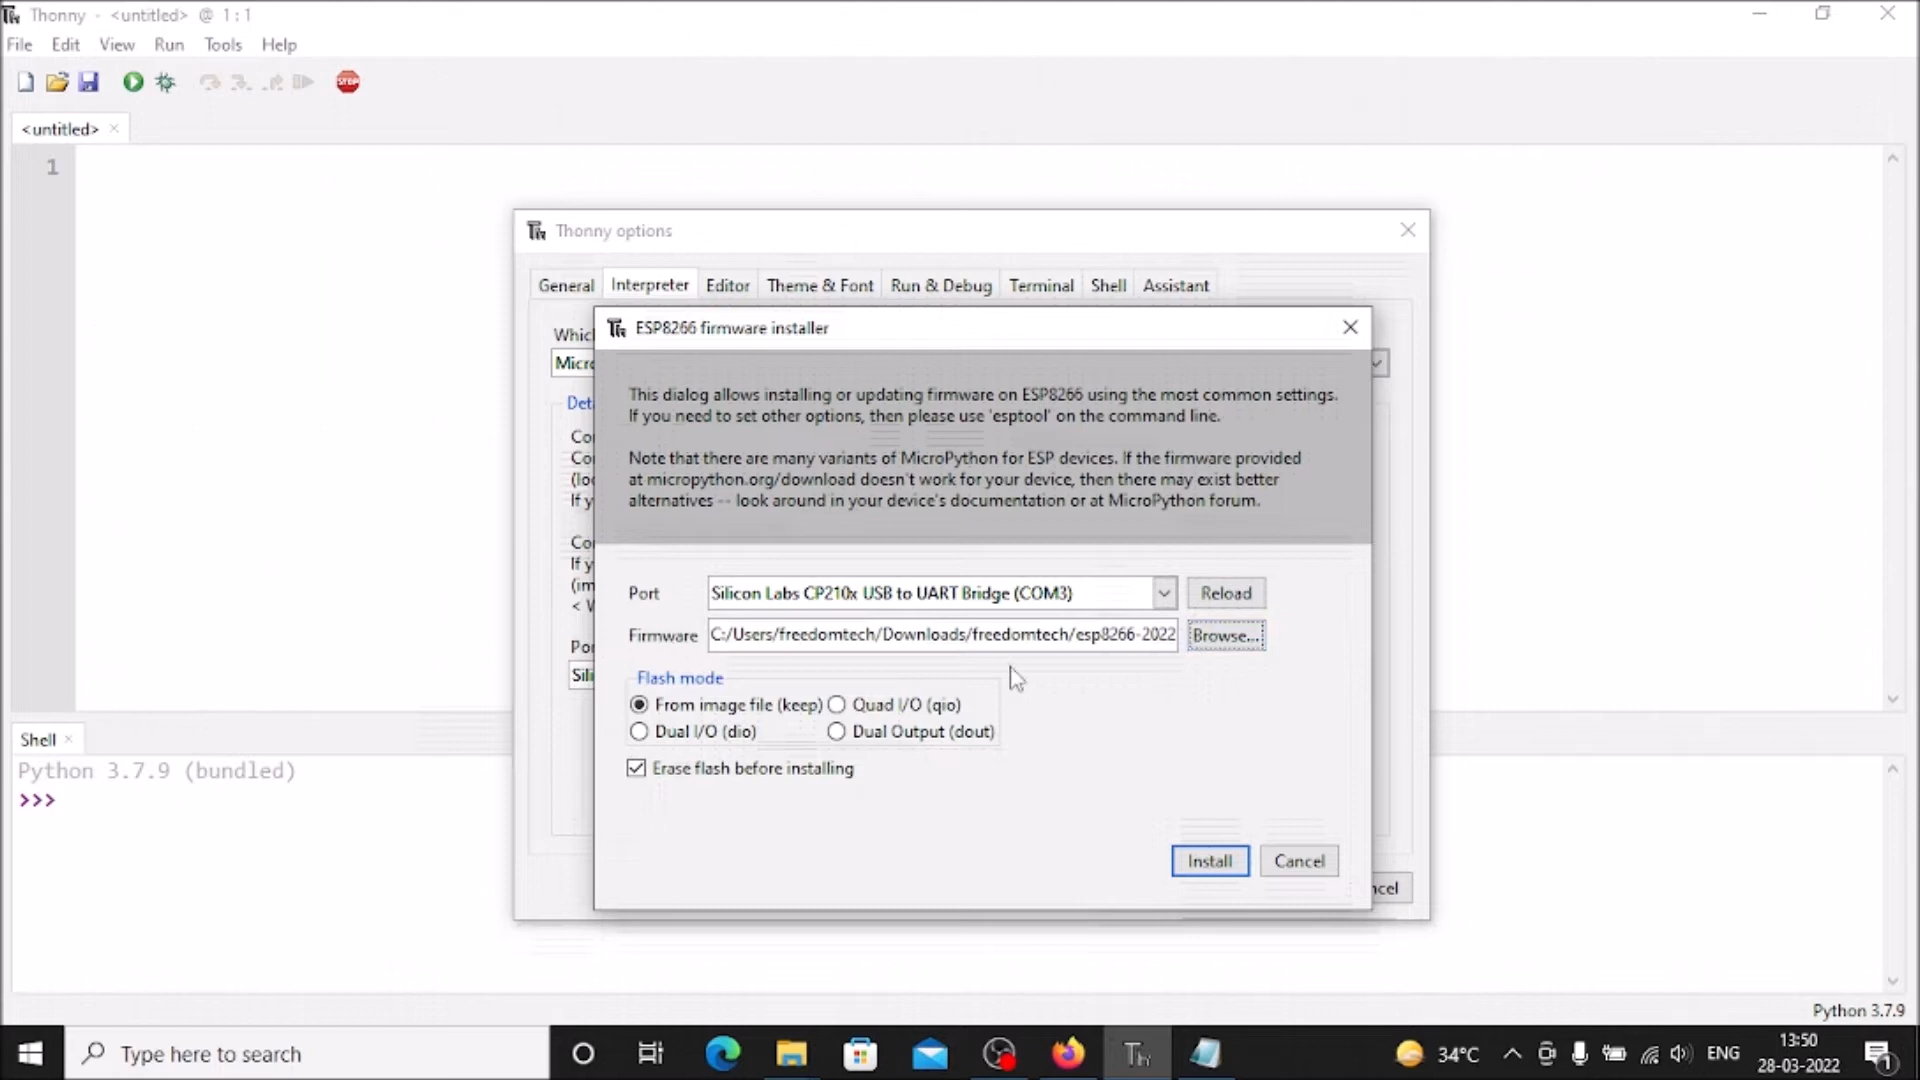 Thonny - <untitled> @ 1 : 1
File Edit View Run Tools Help
STOP
<untitled> ×
1
Thonny options
General Interpreter Editor Theme & Font Run & Debug Terminal Shell Assistant
ESP8266 firmware installer
This dialog allows installing or updating firmware on ESP8266 using the most common settings.
If you need to set other options, then please use 'esptool' on the command line.
Note that there are many variants of MicroPython for ESP devices. If the firmware provided
at micropython.org/download doesn't work for your device, then there may exist better
alternatives -- look around in your device's documentation or at MicroPython forum.
Port Silicon Labs CP210x USB to UART Bridge (COM3) Reload
Firmware C:/Users/freedomtech/Downloads/freedomtech/esp8266-2022 Browse...
Flash mode
From image file (keep) Quad I/O (qio)
Dual I/O (dio) Dual Output (dout)
Erase flash before installing
Install Cancel
Shell ×
Python 3.7.9 (bundled)
>>>
Python 3.7.9
Type here to search
Th
34°C
ENG
13:50
28-03-2022
1